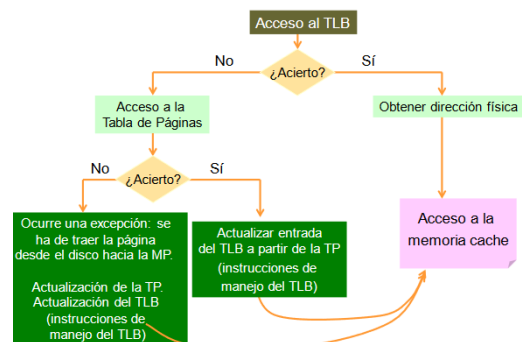 Acceso al TLB
No
¿Acierto?
Sí
Acceso a la
Tabla de Páginas
Obtener dirección física
No
¿Acierto?
Sí
Ocurre una excepción: se
ha de traer la página
desde el disco hacia la MP.
Actualización de la TP.
Actualización del TLB
(instrucciones de
manejo del TLB)
Actualizar entrada
del TLB a partir de la TP
(instrucciones de
manejo del TLB)
Acceso a la
memoria cache